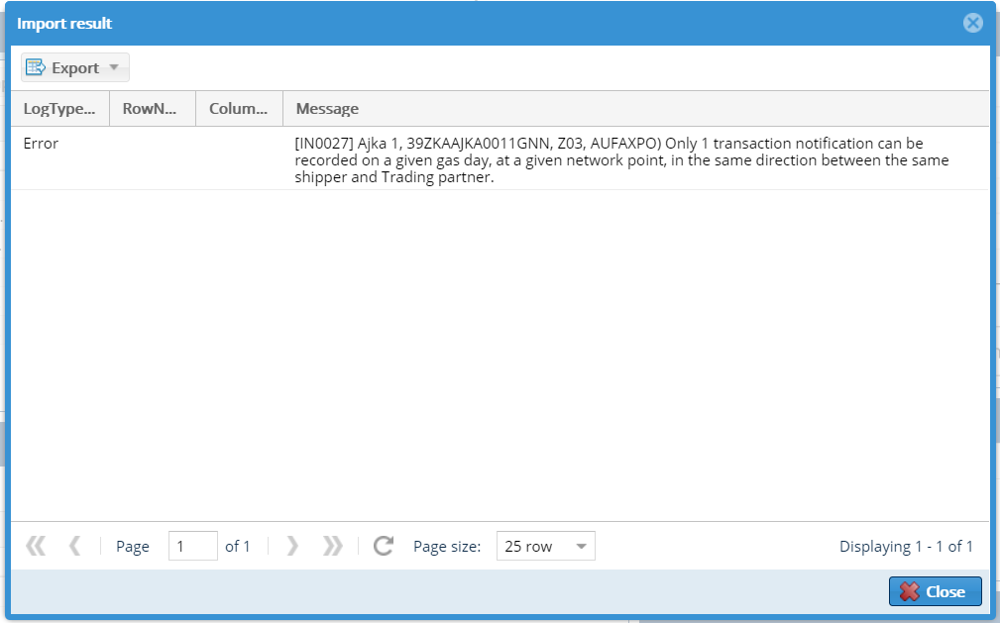 Import result
Export
LogType... RowN... Colum... Message
Error [IN0027] Ajka 1, 39ZKAAJKA0011GNN, Z03, AUFAXPO) Only 1 transaction notification can be
recorded on a given gas day, at a given network point, in the same direction between the same
shipper and Trading partner.
Page 1 of 1 Page size: 25 row Displaying 1 - 1 of 1
Close